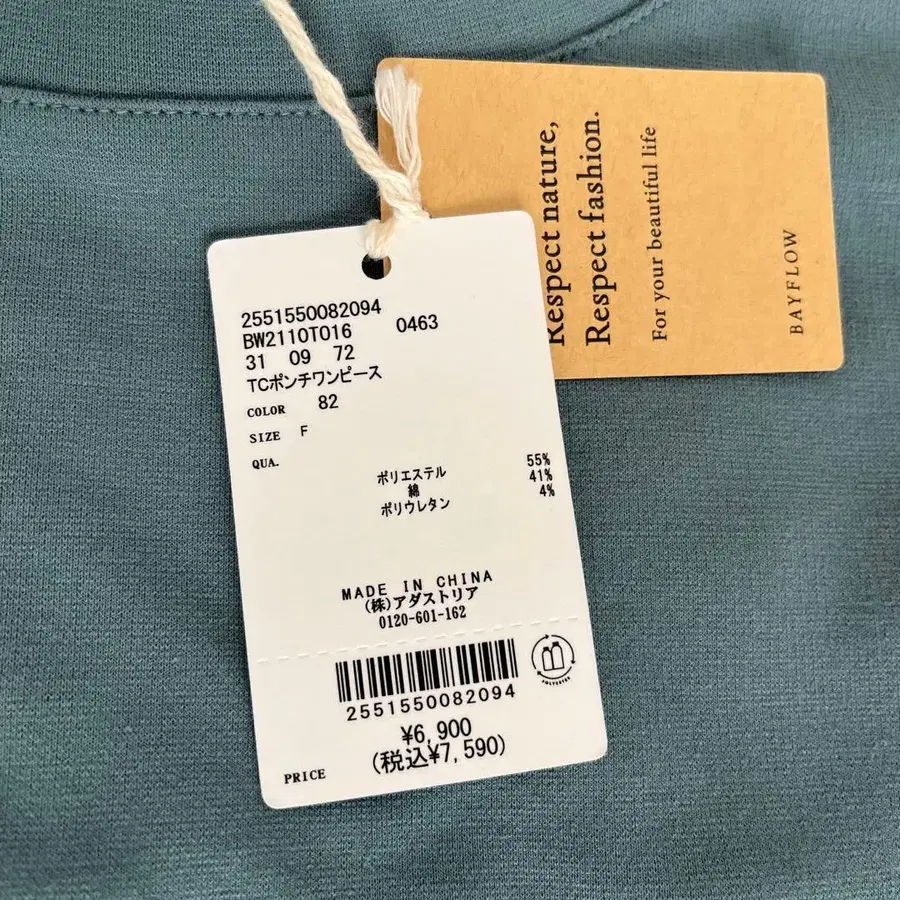 2551550082094
BW2110T016 0463
31 09 72
TCポンチワンピース
COLOR 82
SIZE F
QUA.
ポリエステル 55%
綿 41%
ポリウレタン 4%
MADE IN CHINA
(株)アダストリア
0120-601-162
2551550082094
POLYESTER
¥6,900
(税込¥7,590)
PRICE
Respect nature,
Respect fashion.
For your beautiful life
BAYFLOW